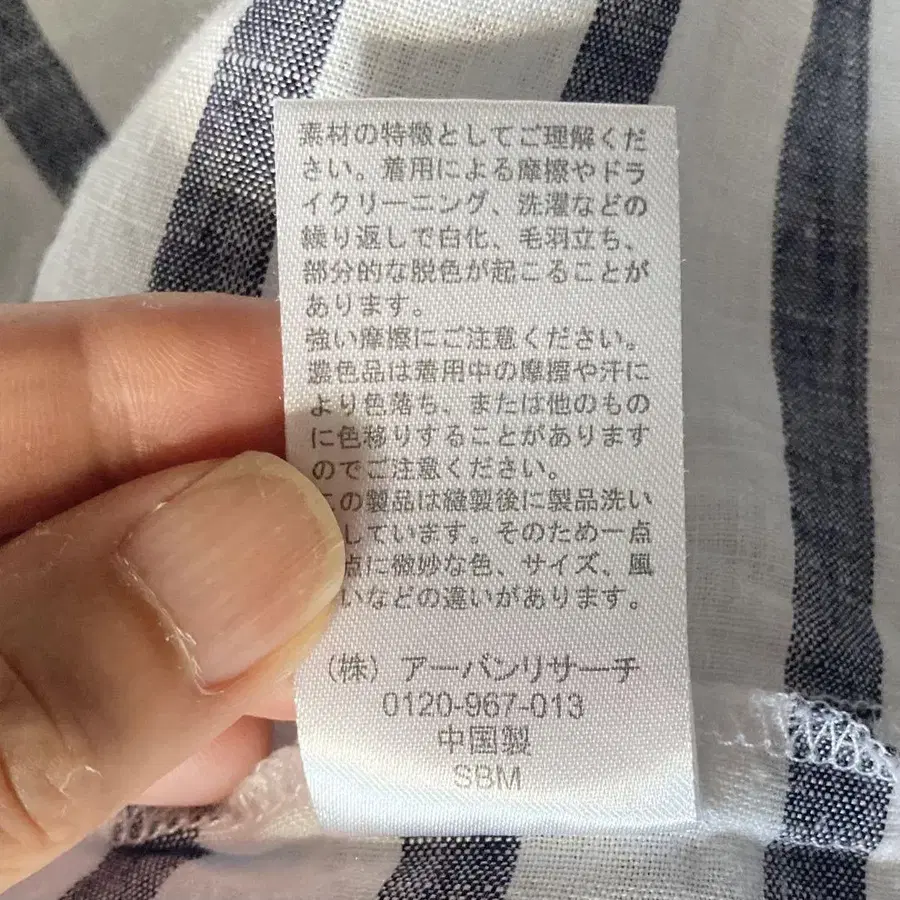 素材の特徴としてご理解くだ
さい。着用による摩擦やドラ
イクリーニング、洗濯などの
繰り返しで白化、毛羽立ち、
部分的な脱色が起こることが
あります。
強い摩擦にご注意ください。
濃色品は着用中の摩擦や汗に
より色落ち、または他のもの
に色移りすることがあります
のでご注意ください。
この製品は縫製後に製品洗い
しています。そのため一点
点に微妙な色、サイズ、風
いなどの違いがあります。
（株）アーバンリサーチ
0120-967-013
中国製
SBM